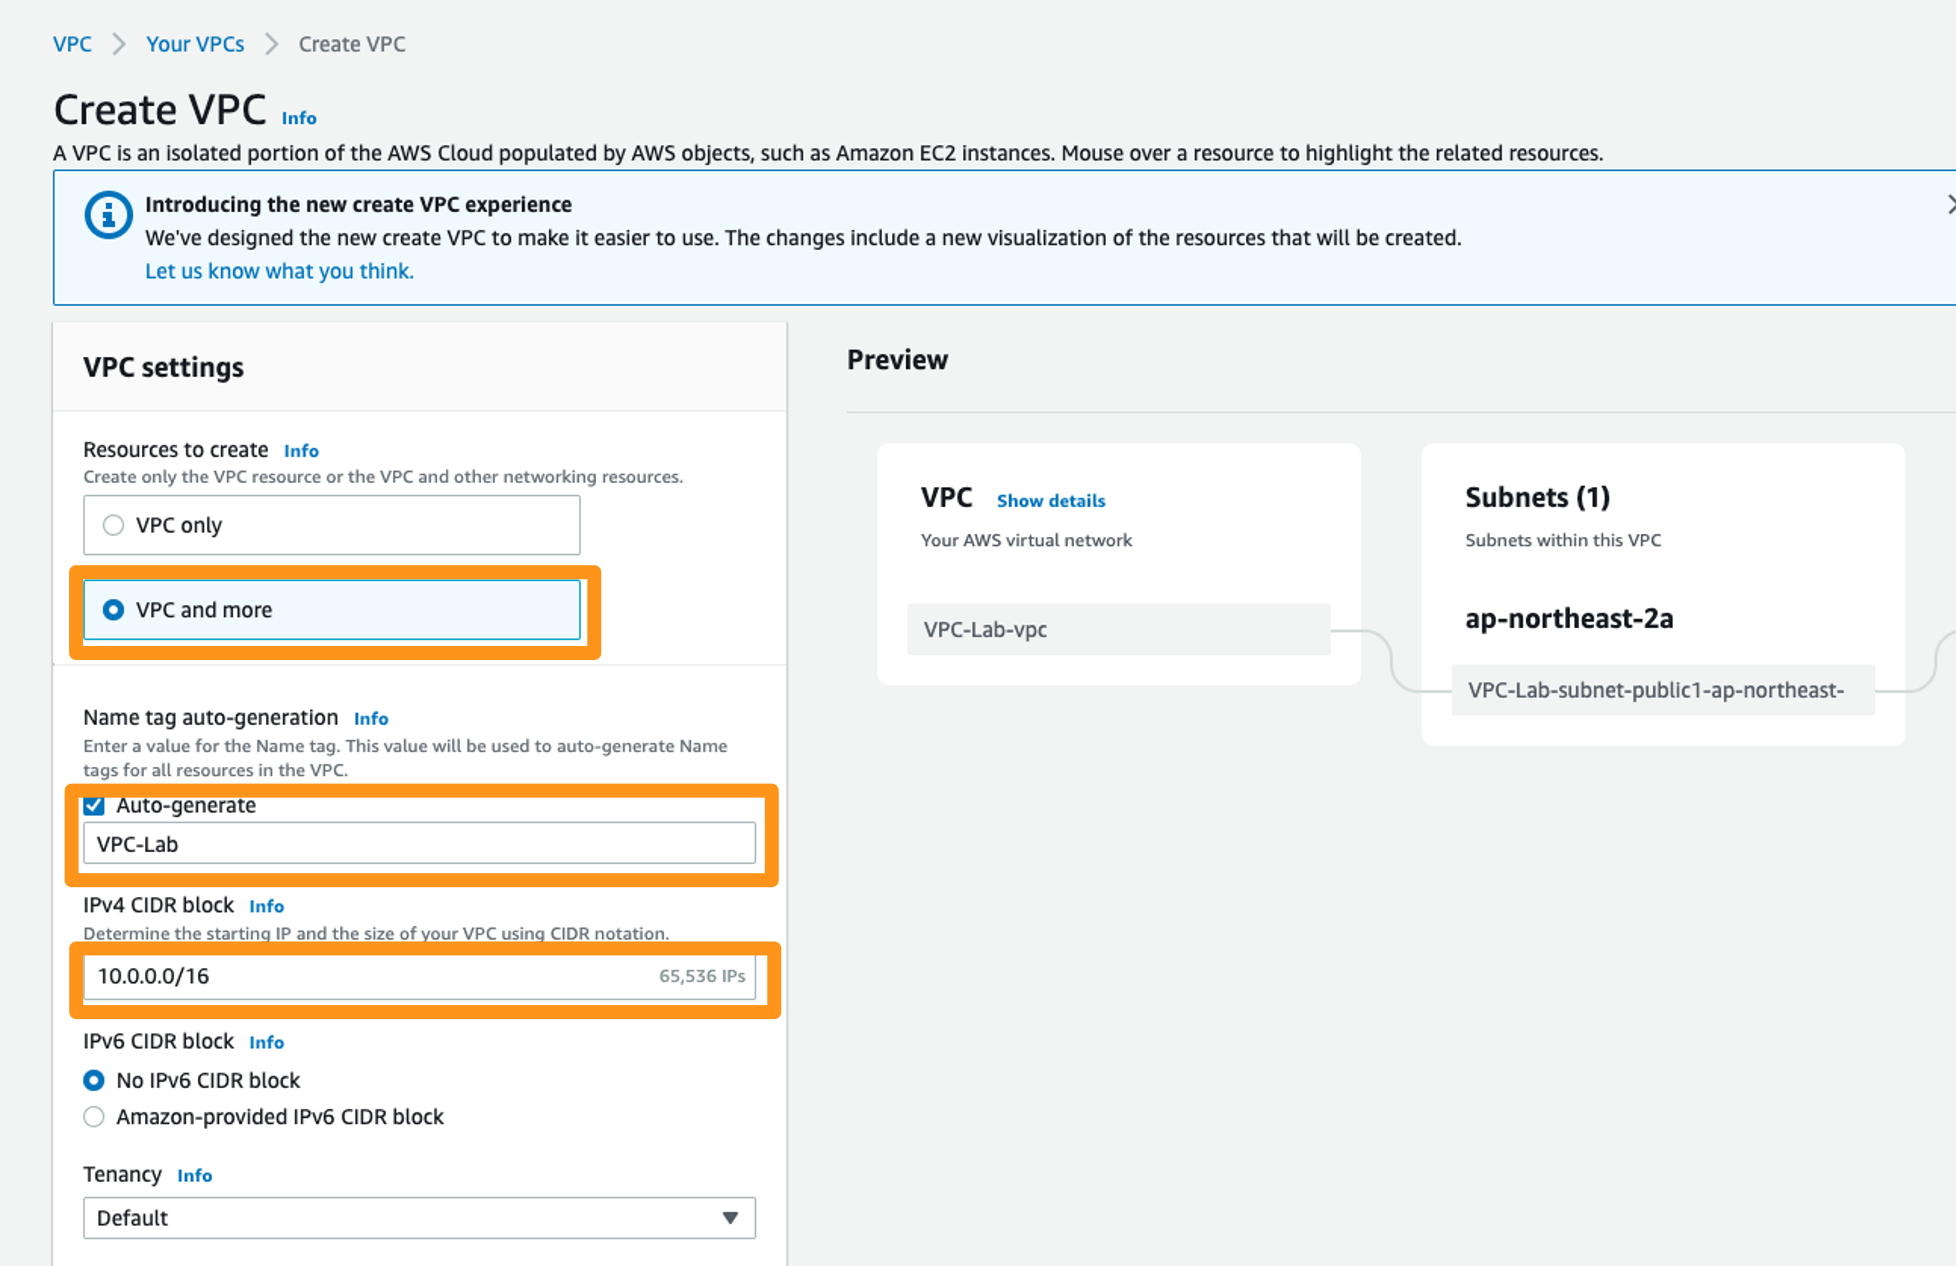 VPC > Your VPCs > Create VPC
Create VPC Info
A VPC is an isolated portion of the AWS Cloud populated by AWS objects, such as Amazon EC2 instances. Mouse over a resource to highlight the related resources.
Introducing the new create VPC experience
We've designed the new create VPC to make it easier to use. The changes include a new visualization of the resources that will be created.
Let us know what you think.
VPC settings
Resources to create Info
Create only the VPC resource or the VPC and other networking resources.
VPC only
VPC and more
Name tag auto-generation Info
Enter a value for the Name tag. This value will be used to auto-generate Name
tags for all resources in the VPC.
Auto-generate
VPC-Lab
IPv4 CIDR block Info
Determine the starting IP and the size of your VPC using CIDR notation.
10.0.0.0/16 65,536 IPs
IPv6 CIDR block Info
No IPv6 CIDR block
Amazon-provided IPv6 CIDR block
Tenancy Info
Default
Preview
VPC Show details
Your AWS virtual network
VPC-Lab-vpc
Subnets (1)
Subnets within this VPC
ap-northeast-2a
VPC-Lab-subnet-public1-ap-northeast-